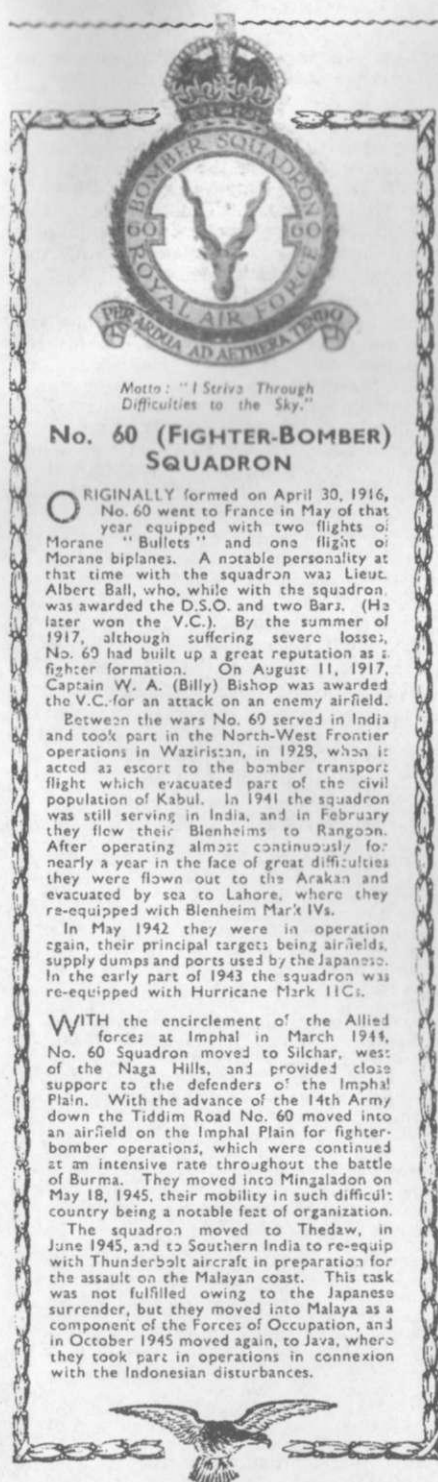 BOMBER SQUADRON
60 60
ROYAL AIR FORCE
PER ARDUA AD AETHERA TENDO
Motto: "I Strive Through
Difficulties to the Sky."
No. 60 (FIGHTER-BOMBER)
SQUADRON
ORIGINALLY formed on April 30, 1916,
No. 60 went to France in May of that
year equipped with two flights of
Morane "Bullets" and one flight of
Morane biplanes. A notable personality at
that time with the squadron was Lieut.
Albert Ball, who, while with the squadron,
was awarded the D.S.O. and two Bars. (He
later won the V.C.). By the summer of
1917, although suffering severe losses,
No. 60 had built up a great reputation as a
fighter formation. On August 11, 1917,
Captain W. A. (Billy) Bishop was awarded
the V.C. for an attack on an enemy airfield.
Between the wars No. 60 served in India
and took part in the North-West Frontier
operations in Waziristan, in 1928, when it
acted as escort to the bomber transport
flight which evacuated part of the civil
population of Kabul. In 1941 the squadron
was still serving in India, and in February
they flew their Blenheims to Rangoon.
After operating almost continuously for
nearly a year in the face of great difficulties
they were flown out to the Arakan and
evacuated by sea to Lahore, where they
re-equipped with Blenheim Mark IVs.
In May 1942 they were in operation
again, their principal targets being airfields,
supply dumps and ports used by the Japanese.
In the early part of 1943 the squadron was
re-equipped with Hurricane Mark IICs.
WITH the encirclement of the Allied
forces at Imphal in March 1944,
No. 60 Squadron moved to Silchar, west
of the Naga Hills, and provided close
support to the defenders of the Imphal
Plain. With the advance of the 14th Army
down the Tiddim Road No. 60 moved into
an airfield on the Imphal Plain for fighter-
bomber operations, which were continued
at an intensive rate throughout the battle
of Burma. They moved into Mingaladon on
May 18, 1945, their mobility in such difficult
country being a notable feat of organization.
The squadron moved to Thedaw, in
June 1945, and to Southern India to re-equip
with Thunderbolt aircraft in preparation for
the assault on the Malayan coast. This task
was not fulfilled owing to the Japanese
surrender, but they moved into Malaya as a
component of the Forces of Occupation, and
in October 1945 moved again, to Java, where
they took part in operations in connexion
with the Indonesian disturbances.